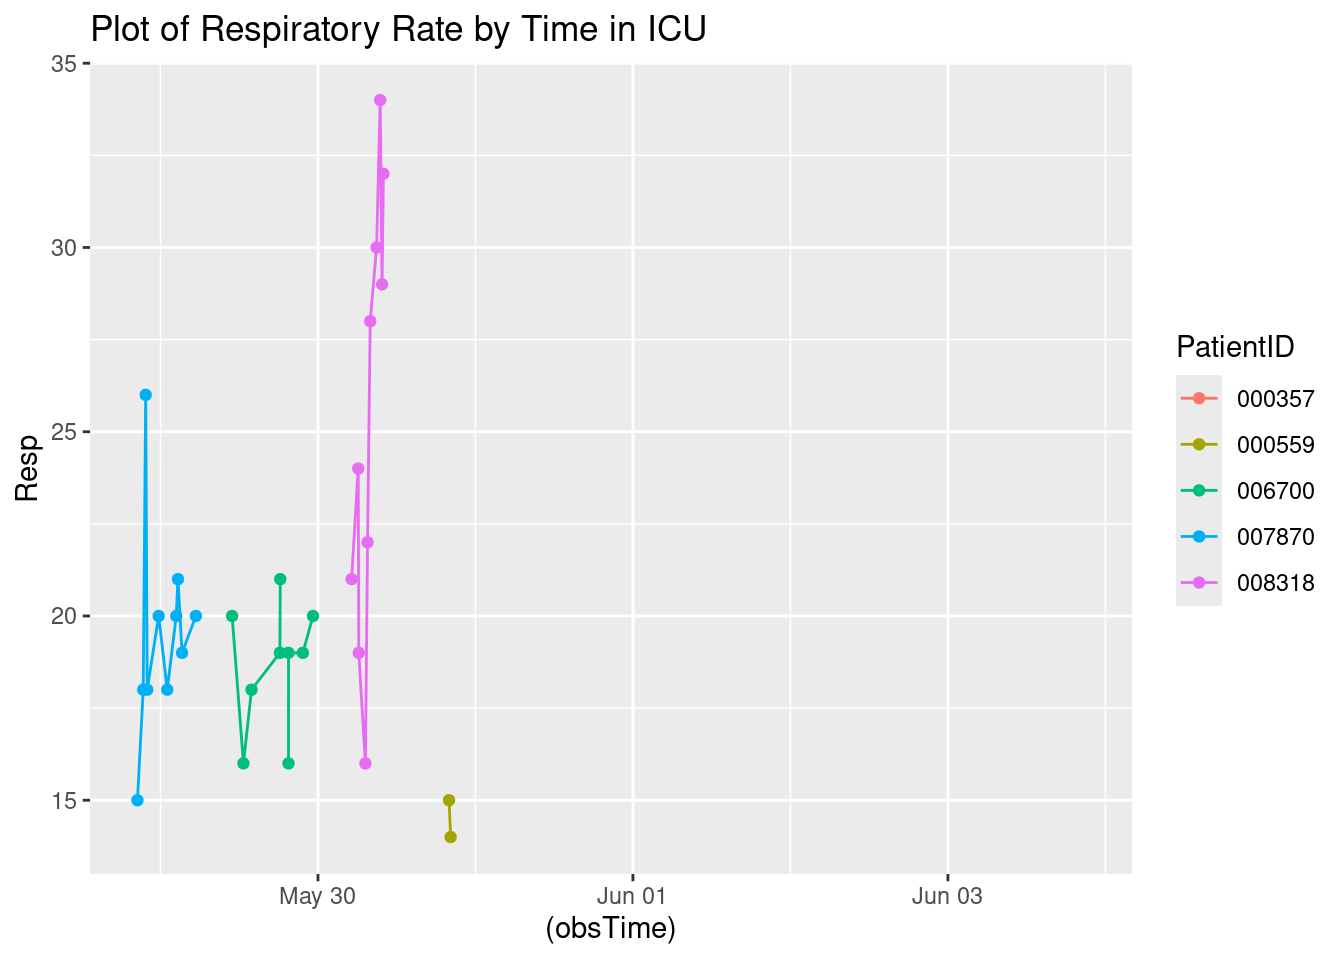 Plot of Respiratory Rate by Time in ICU
35
30
25
20
15
Resp
May 30
Jun 01
Jun 03
(obsTime)
PatientID
000357
000559
006700
007870
008318